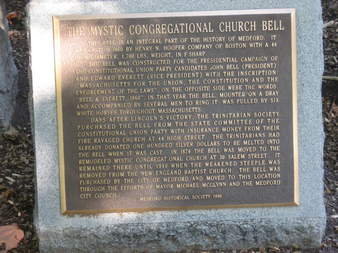 THE MYSTIC CONGREGATIONAL CHURCH BELL
THIS BELL IS AN INTEGRAL PART OF THE HISTORY OF MEDFORD. IT
WAS CAST IN 1860 BY HENRY N. HOOPER COMPANY OF BOSTON WITH A 44
INCH DIAMETER, 1,700 LBS. WEIGHT, IN F SHARP.
THE BELL WAS CONSTRUCTED FOR THE PRESIDENTIAL CAMPAIGN OF
THE CONSTITUTIONAL UNION PARTY CANDIDATES JOHN BELL (PRESIDENT)
AND EDWARD EVERETT (VICE PRESIDENT) WITH THE INSCRIPTION:
"MASSACHUSETTS FOR THE UNION, THE CONSTITUTION AND THE
ENFORCEMENT OF THE LAWS". ON THE OPPOSITE SIDE WERE THE WORDS
"BELL & EVERETT 1860". IN THAT YEAR THE BELL, MOUNTED ON A DRAY
AND ACCOMPANIED BY SEVERAL MEN TO RING IT WAS PULLED BY SIX
WHITE HORSES THROUGHOUT MASSACHUSETTS.
DAYS AFTER LINCOLN'S VICTORY, THE TRINITARIAN SOCIETY
PURCHASED THE BELL FROM THE STATE COMMITTEE OF THE
CONSTITUTIONAL UNION PARTY WITH INSURANCE MONEY FROM THEIR
FIRE RAVAGED CHURCH AT 44 HIGH STREET. THE TRINITARIANS HAD
ALREADY DONATED ONE HUNDRED SILVER DOLLARS TO BE MELTED INTO
THE BELL WHEN IT WAS CAST. IN 1874 THE BELL WAS MOVED TO THE
REMODELED MYSTIC CONGREGATIONAL CHURCH AT 30 SALEM STREET. IT
REMAINED THERE UNTIL WHEN THE WEAKENED STEEPLE WAS
REMOVED FROM THE NEW ENGLAND BAPTIST CHURCH. THE BELL WAS
PURCHASED BY THE CITY OF MEDFORD AND MOVED TO THIS LOCATION
THROUGH THE EFFORTS OF MAYOR MICHAEL MCGLYNN AND THE MEDFORD
CITY COUNCIL.
MEDFORD HISTORICAL SOCIETY